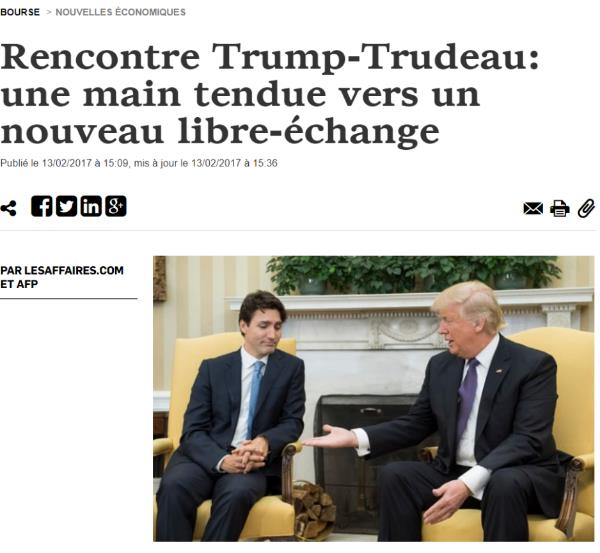 BOURSE > NOUVELLES ÉCONOMIQUES
Rencontre Trump-Trudeau:
une main tendue vers un
nouveau libre-échange
Publié le 13/02/2017 à 15:09, mis à jour le 13/02/2017 à 15:36
PAR LESAFFAIRES.COM
ET AFP